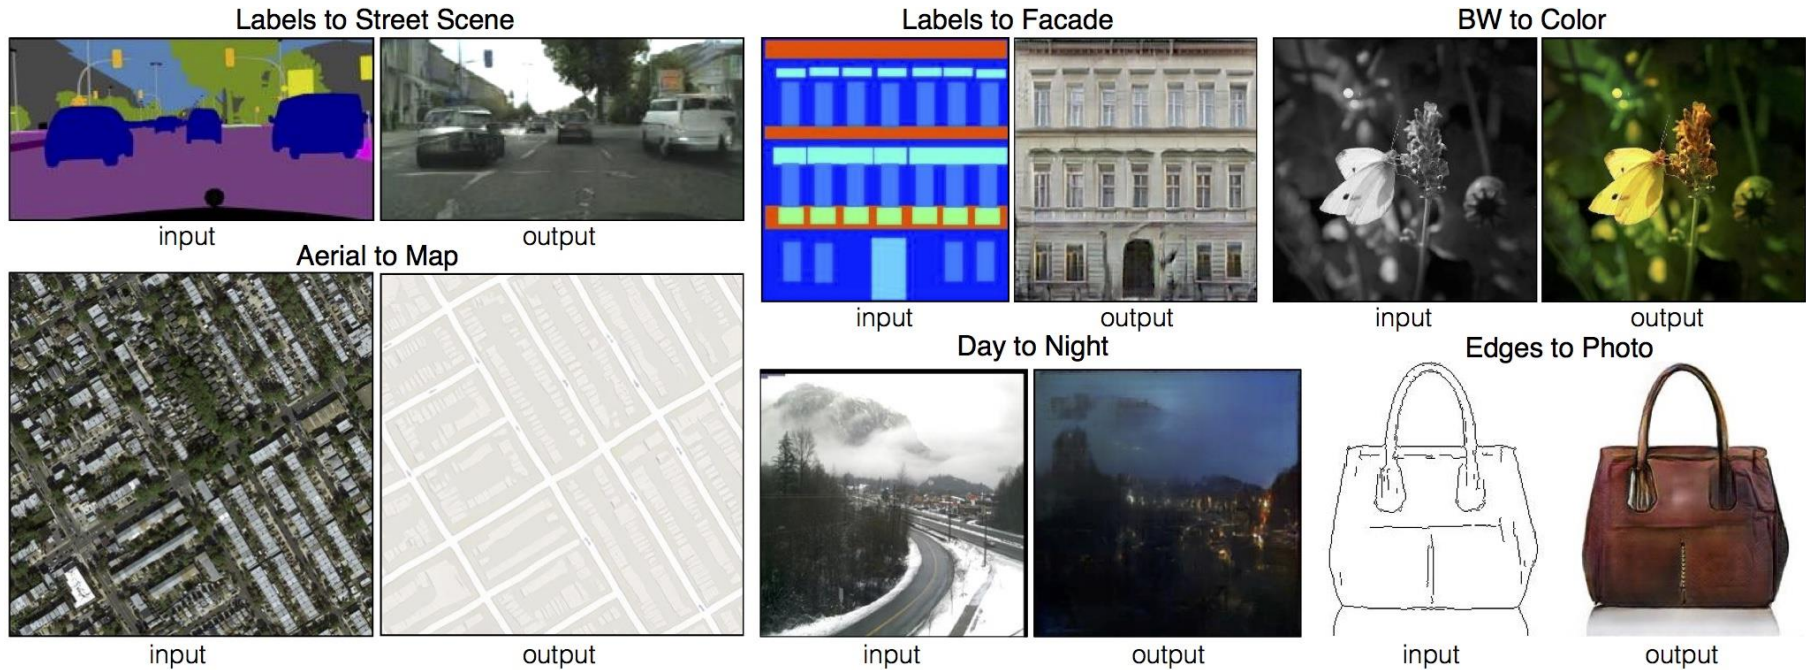 Labels to Street Scene
input
output
Aerial to Map
input
output
Labels to Facade
input
output
BW to Color
input
output
Day to Night
input
output
Edges to Photo
input
output